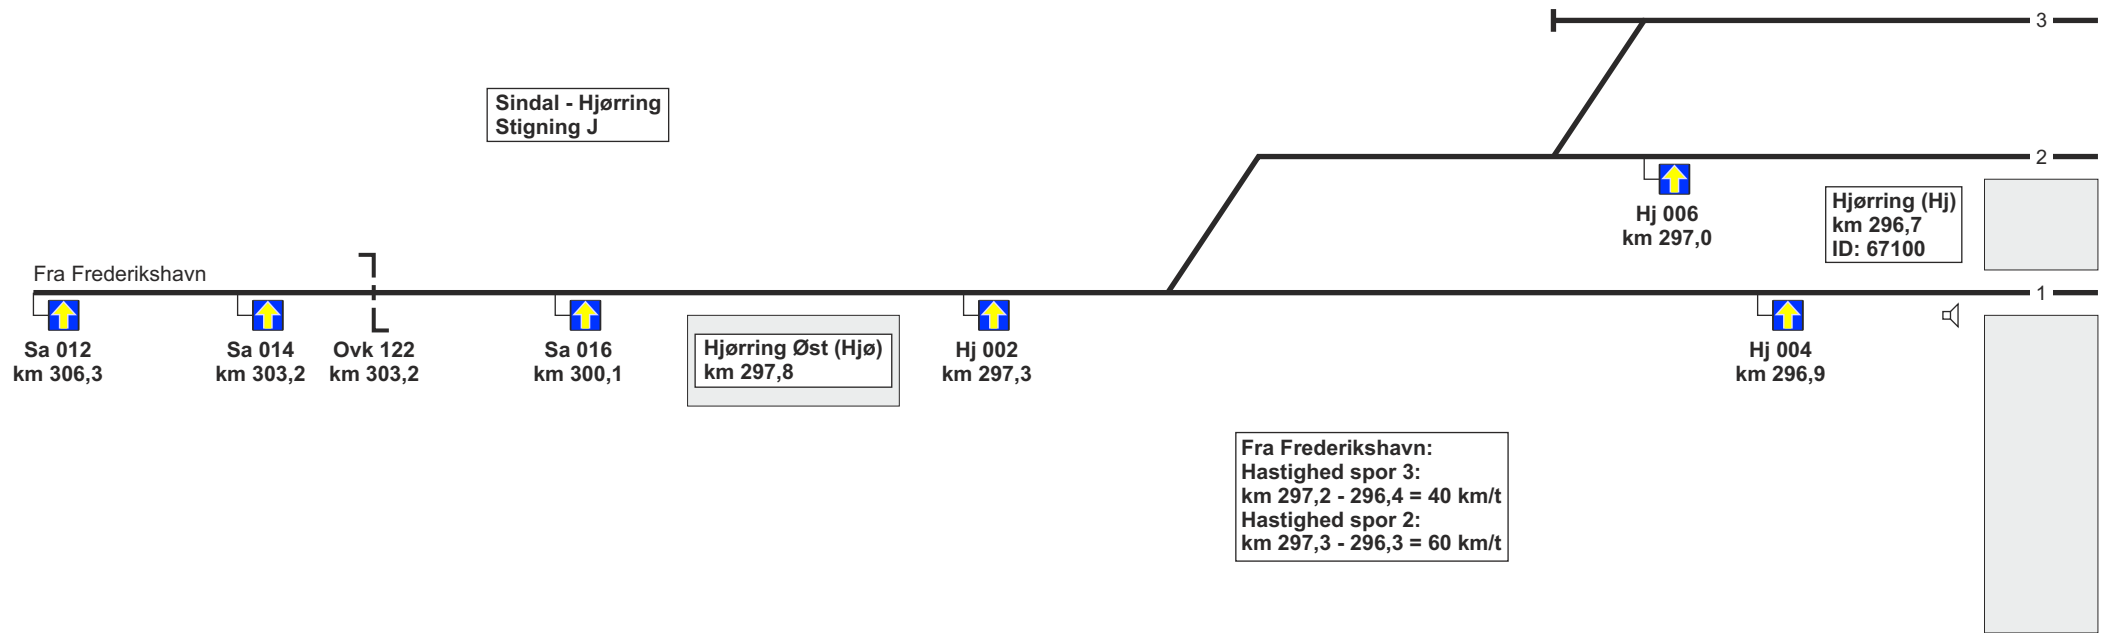 3
Sindal - Hjørring
Stigning J
2
Hj 006
km 297,0
Hjørring (Hj)
km 296,7
ID: 67100
Fra Frederikshavn
1
Sa 012
km 306,3
Sa 014
km 303,2
Ovk 122
km 303,2
Sa 016
km 300,1
Hjørring Øst (Hjø)
km 297,8
Hj 002
km 297,3
Hj 004
km 296,9
Fra Frederikshavn:
Hastighed spor 3:
km 297,2 - 296,4 = 40 km/t
Hastighed spor 2:
km 297,3 - 296,3 = 60 km/t